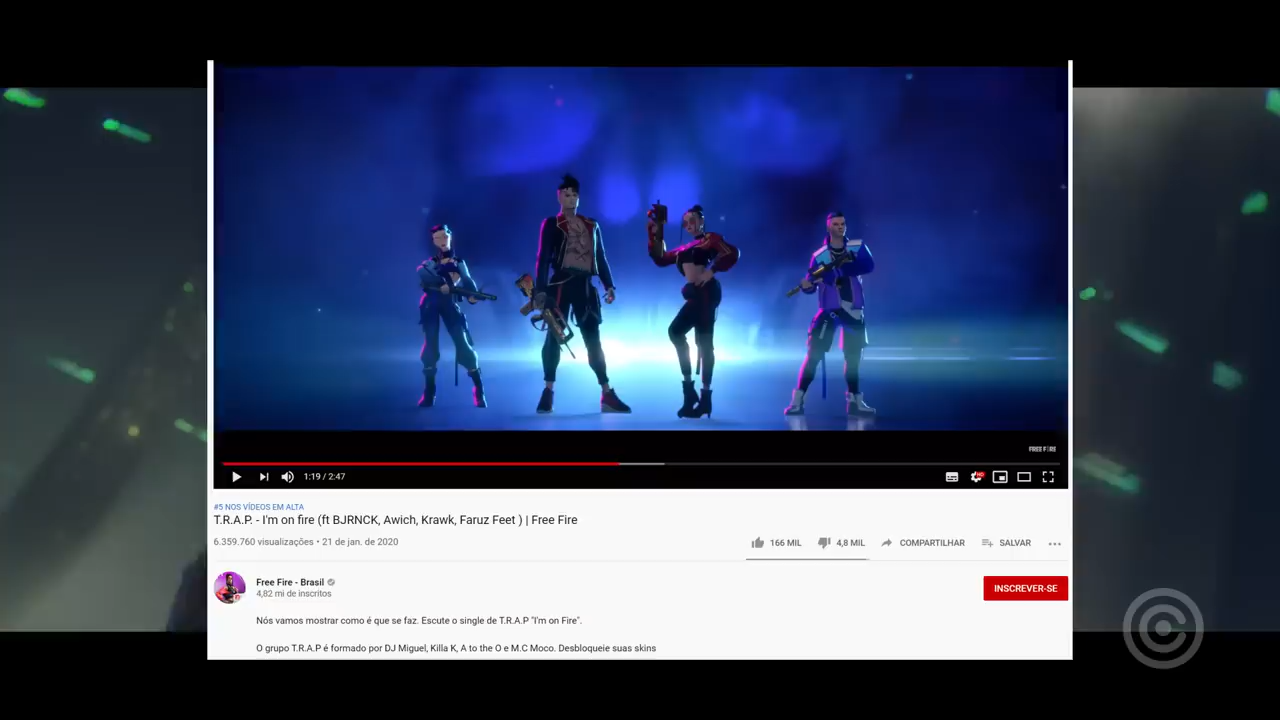 FREE FIRE
1:19 / 2:47
HD
#5 NOS VÍDEOS EM ALTA
T.R.A.P. - I'm on fire (ft BJRNCK, Awich, Krawk, Faruz Feet ) | Free Fire
6.359.760 visualizações • 21 de jan. de 2020
166 MIL 4,8 MIL COMPARTILHAR SALVAR
Free Fire - Brasil
4,82 mi de inscritos
INSCREVER-SE
Nós vamos mostrar como é que se faz. Escute o single de T.R.A.P "I'm on Fire".
O grupo T.R.A.P é formado por DJ Miguel, Killa K, A to the O e M.C Moco. Desbloqueie suas skins